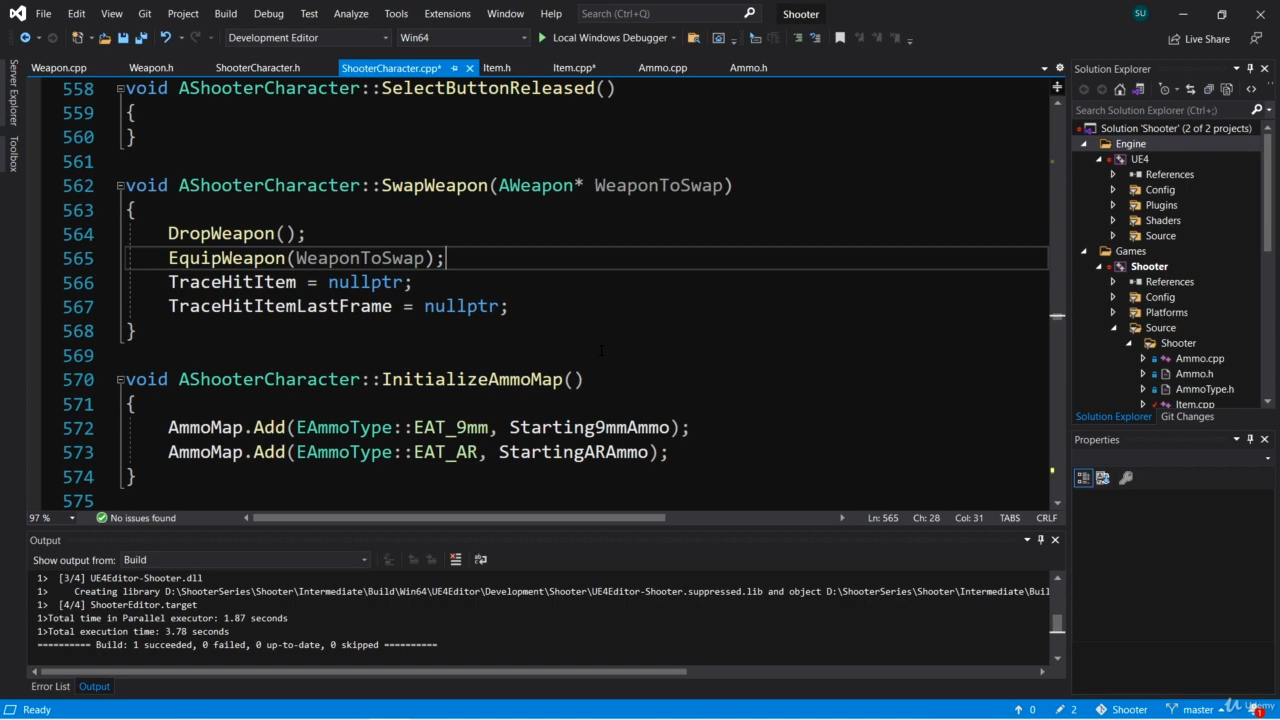 File Edit View Git Project Build Debug Test Analyze Tools Extensions Window Help Search (Ctrl+Q) Shooter SU
Development Editor Win64 Local Windows Debugger Live Share
Server Explorer
Toolbox
Weapon.cpp Weapon.h ShooterCharacter.h ShooterCharacter.cpp* Item.h Item.cpp* Ammo.cpp Ammo.h
558 void AShooterCharacter::SelectButtonReleased()
559 {
560 }
561
562 void AShooterCharacter::SwapWeapon(AWeapon* WeaponToSwap)
563 {
564 DropWeapon();
565 EquipWeapon(WeaponToSwap);
566 TraceHitItem = nullptr;
567 TraceHitItemLastFrame = nullptr;
568 }
569
570 void AShooterCharacter::InitializeAmmoMap()
571 {
572 AmmoMap.Add(EAmmoType::EAT_9mm, Starting9mmAmmo);
573 AmmoMap.Add(EAmmoType::EAT_AR, StartingARAmmo);
574 }
575
97 % No issues found Ln: 565 Ch: 28 Col: 31 TABS CRLF
Output
Show output from: Build
1> [3/4] UE4Editor-Shooter.dll
1> Creating library D:\ShooterSeries\Shooter\Intermediate\Build\Win64\UE4Editor\Development\Shooter\UE4Editor-Shooter.suppressed.lib and object D:\ShooterSeries\Shooter\Intermediate\Buil
1> [4/4] ShooterEditor.target
1>Total time in Parallel executor: 1.87 seconds
1>Total execution time: 3.78 seconds
========== Build: 1 succeeded, 0 failed, 0 up-to-date, 0 skipped ==========
Error List Output
Solution Explorer
Search Solution Explorer (Ctrl+;)
Solution 'Shooter' (2 of 2 projects)
Engine
UE4
References
Config
Plugins
Shaders
Source
Games
Shooter
References
Config
Platforms
Source
Shooter
Ammo.cpp
Ammo.h
AmmoType.h
Item.cpp
Solution Explorer Git Changes
Properties
Ready 0 2 Shooter master 1
Udemy